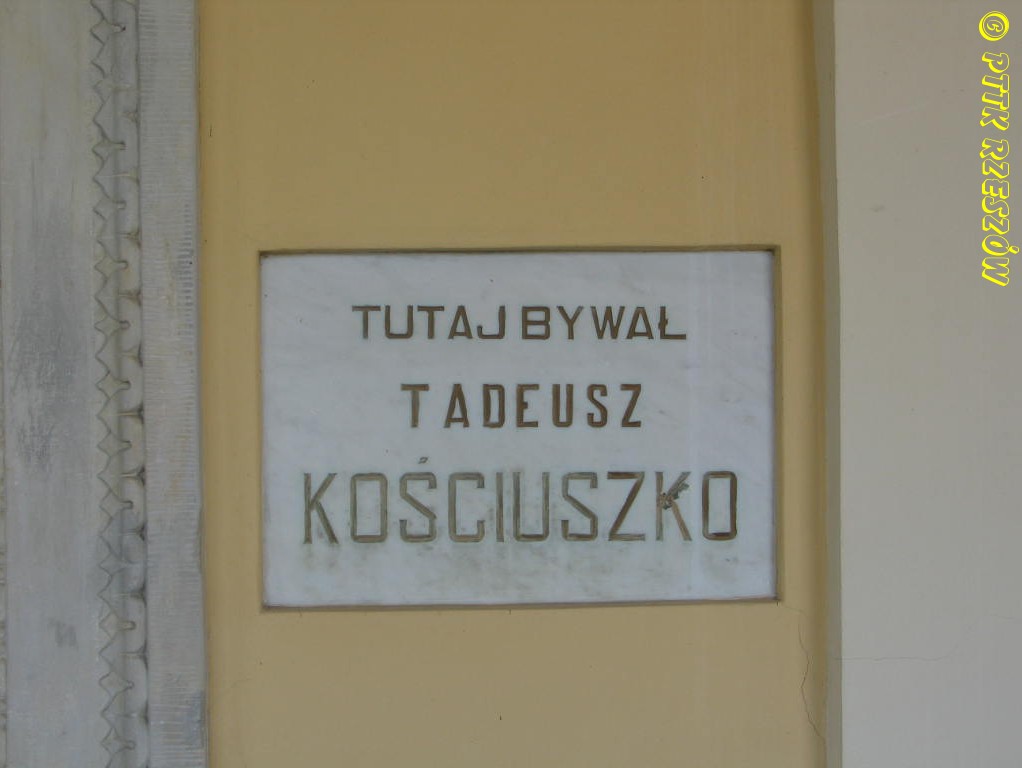 TUTAJ BYWAŁ
TADEUSZ
KOŚCIUSZKO
© PTTK RZESZÓW